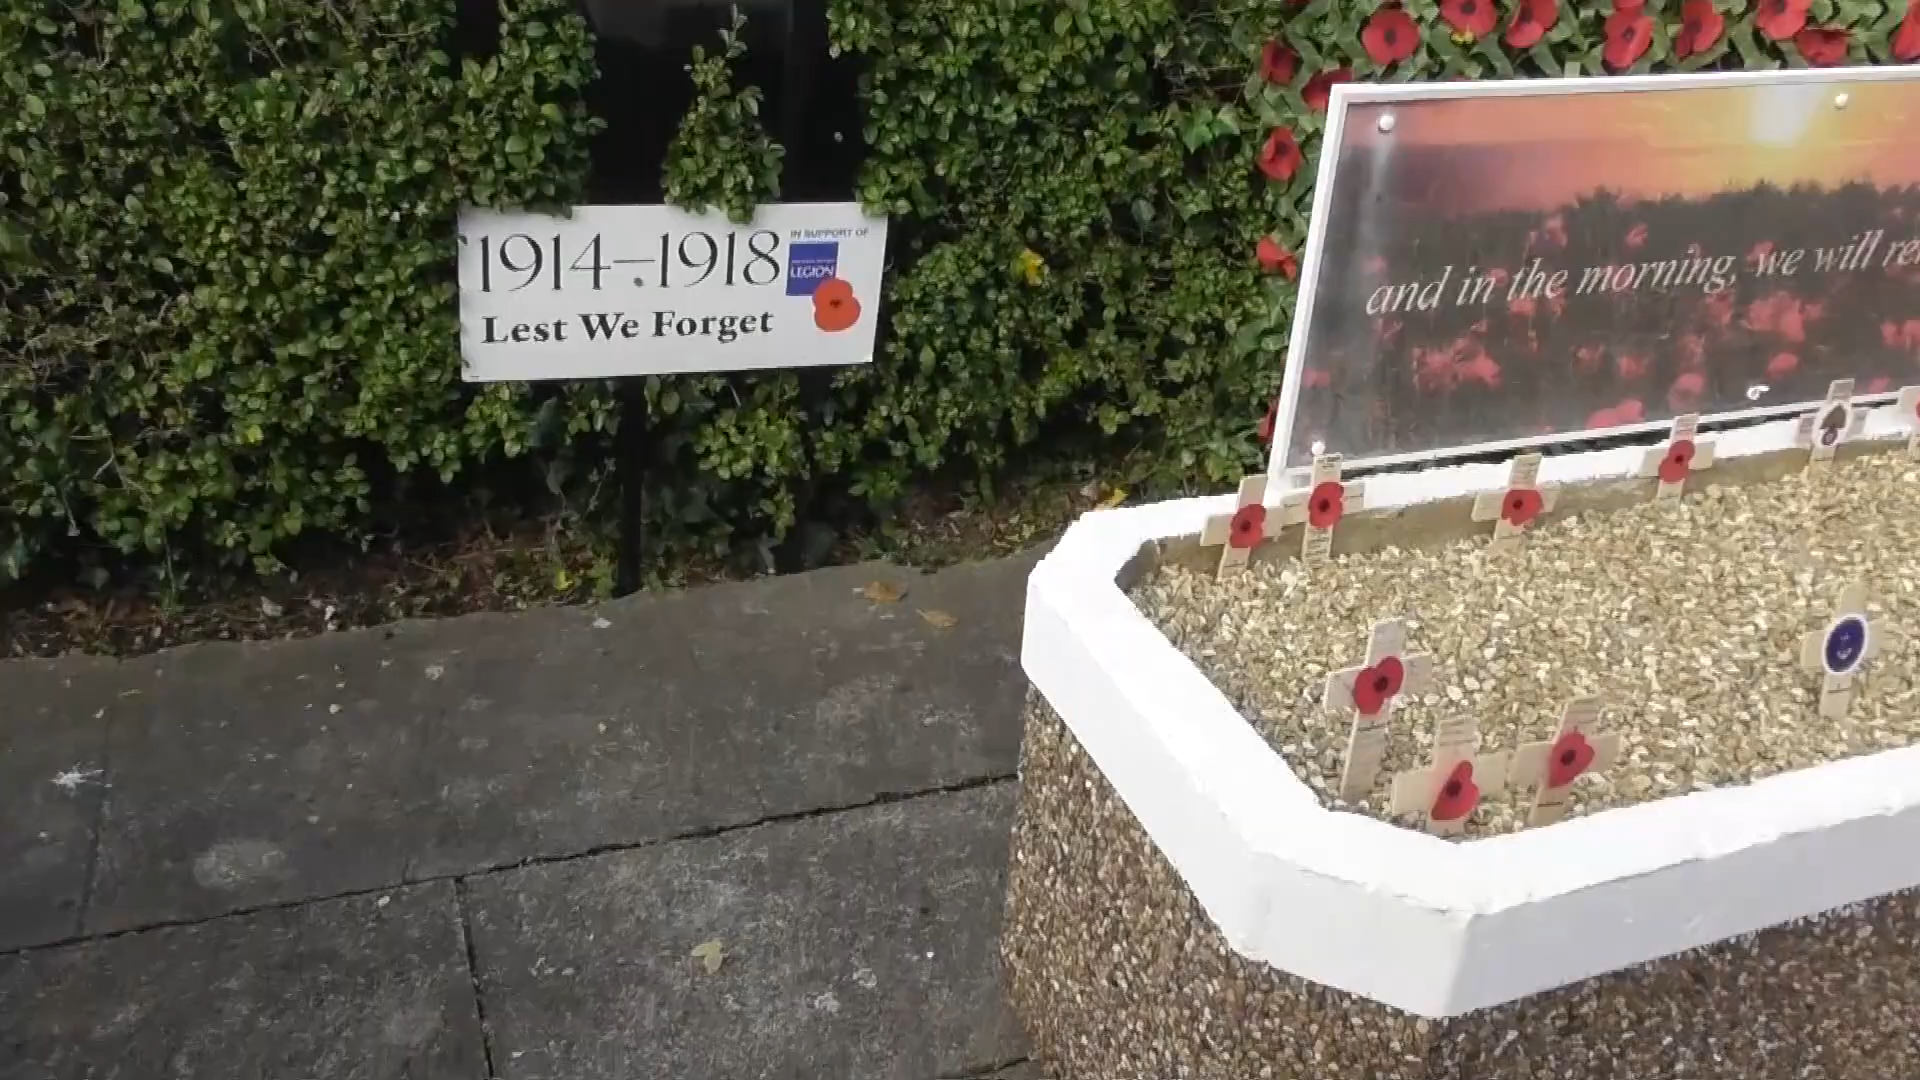 1914–1918
Lest We Forget
IN SUPPORT OF
LEGION
and in the morning, we will re